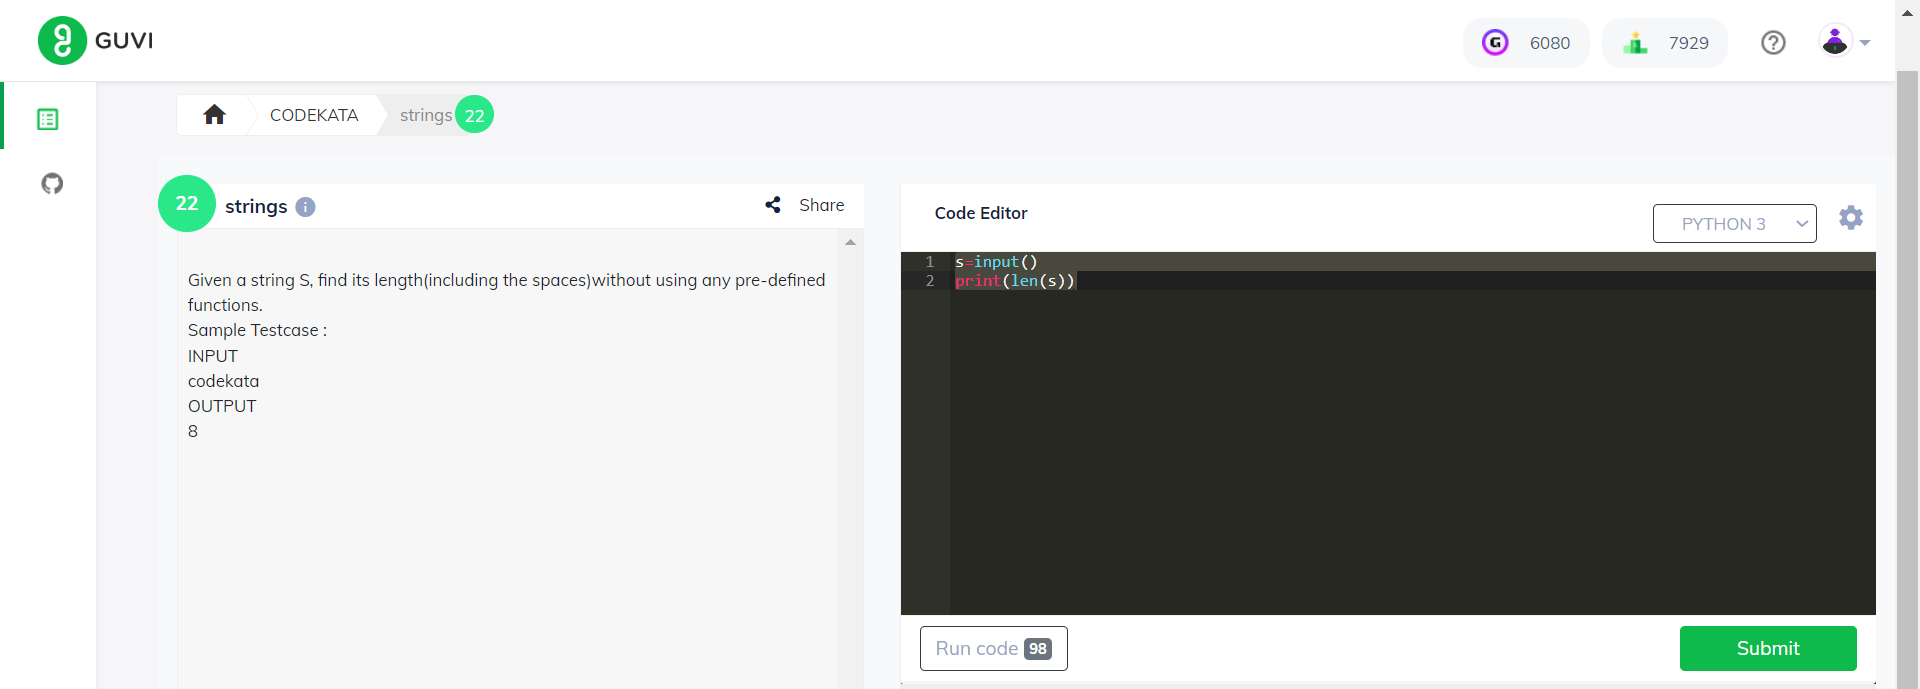 GUVI
6080
7929
CODEKATA
strings 22
22 strings
Share
Given a string S, find its length(including the spaces)without using any pre-defined
functions.
Sample Testcase :
INPUT
codekata
OUTPUT
8
Code Editor
PYTHON 3
1 s=input()
2 print(len(s))
Run code 98
Submit